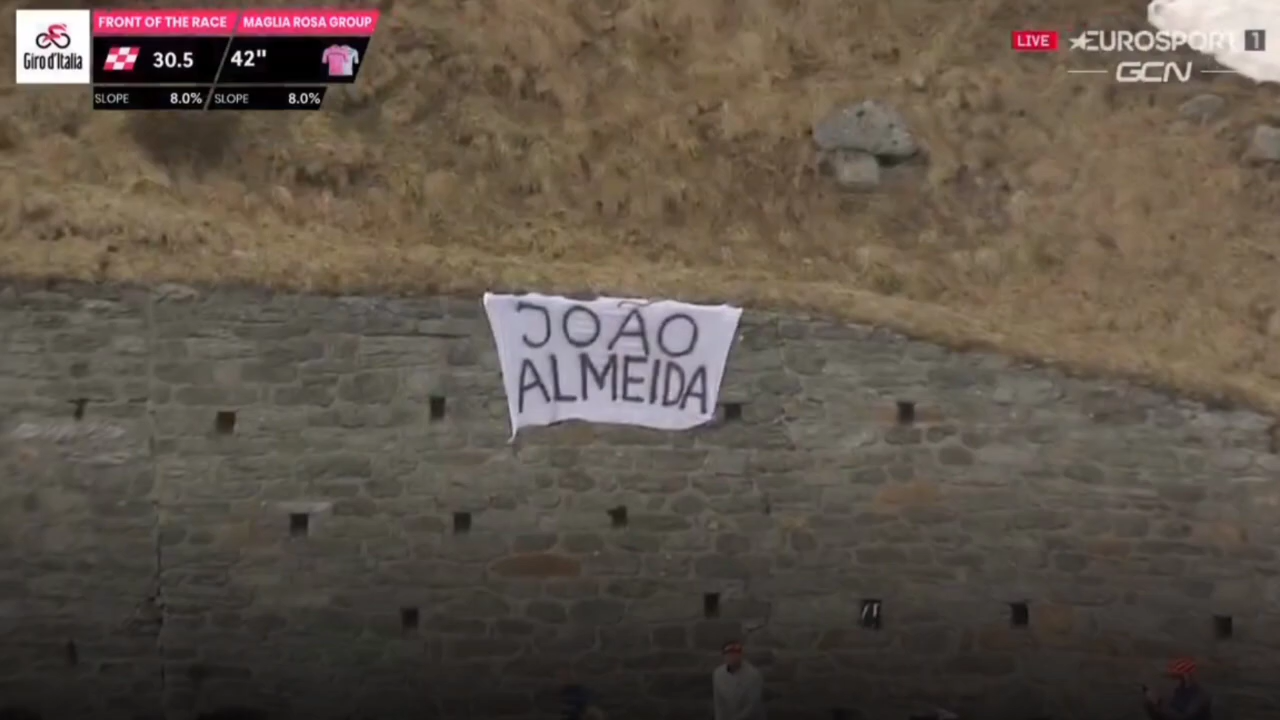 FRONT OF THE RACE MAGLIA ROSA GROUP
Giro d'Italia
30.5 42"
SLOPE 8.0% SLOPE 8.0%
LIVE EUROSPORT 1
GCN
JOÃO
ALMEIDA